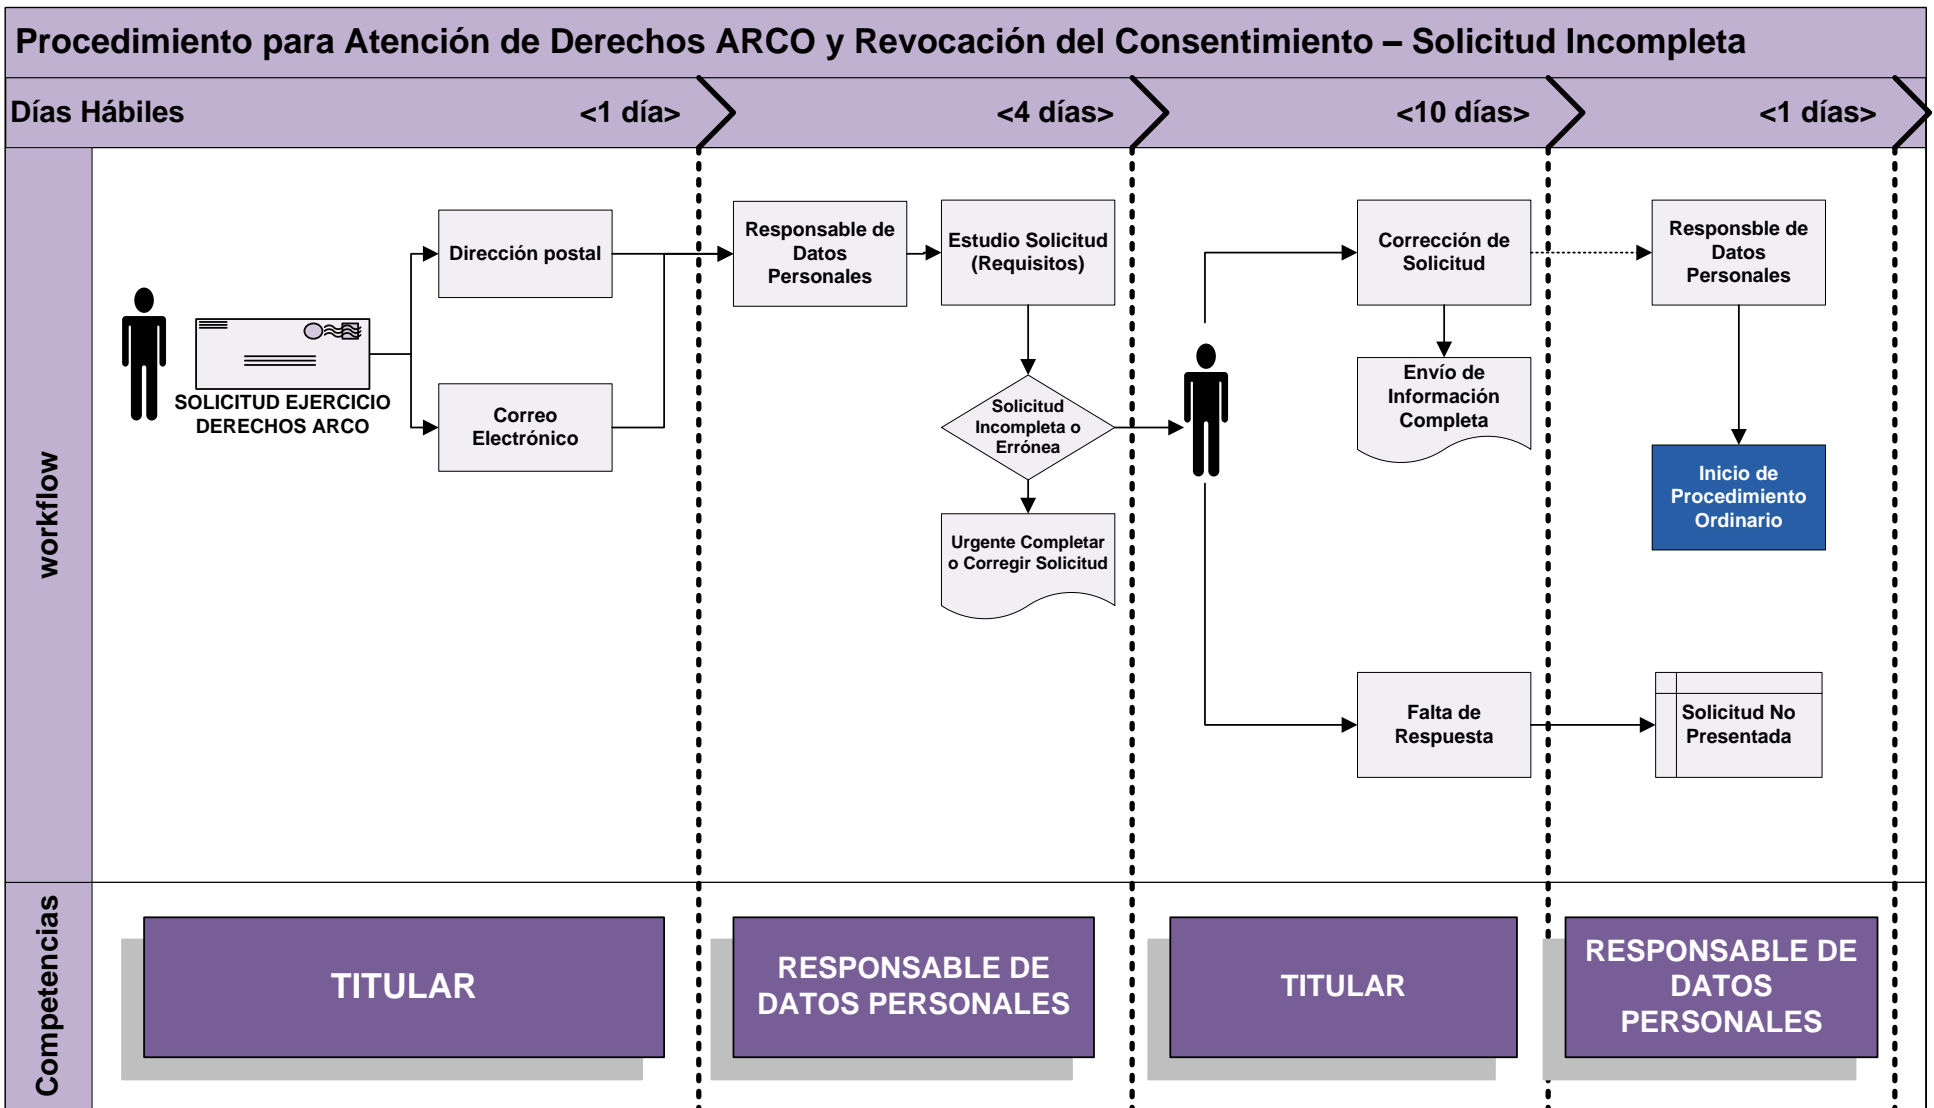 Procedimiento para Atención de Derechos ARCO y Revocación del Consentimiento – Solicitud Incompleta
Días Hábiles
<1 día>
<4 días>
<10 días>
<1 días>
workflow
SOLICITUD EJERCICIO
DERECHOS ARCO
Dirección postal
Correo
Electrónico
Responsable de
Datos
Personales
Estudio Solicitud
(Requisitos)
Solicitud
Incompleta o
Errónea
Urgente Completar
o Corregir Solicitud
Corrección de
Solicitud
Envío de
Información
Completa
Falta de
Respuesta
Responsble de
Datos
Personales
Inicio de
Procedimiento
Ordinario
Solicitud No
Presentada
Competencias
TITULAR
RESPONSABLE DE
DATOS PERSONALES
TITULAR
RESPONSABLE DE
DATOS
PERSONALES